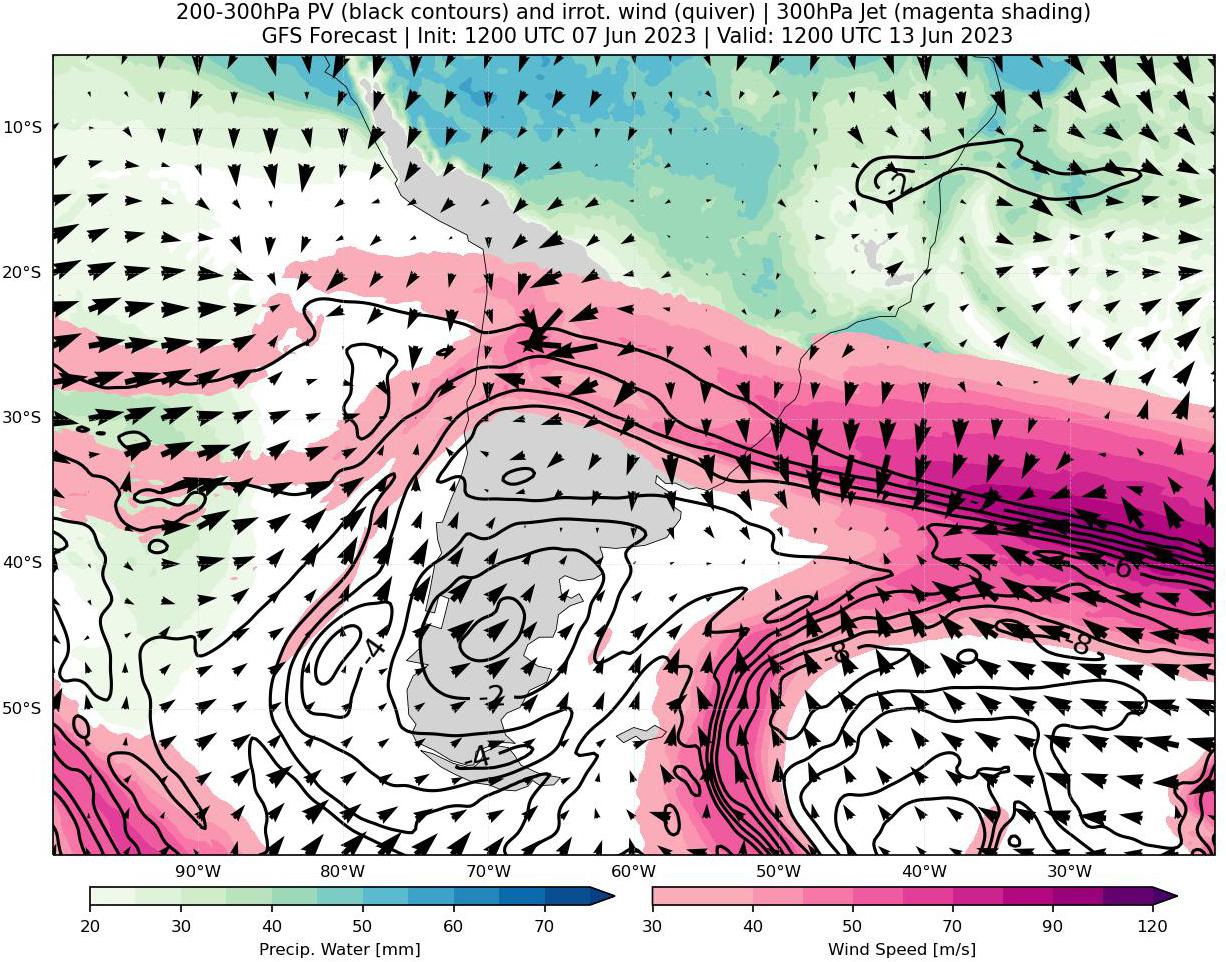 200-300hPa PV (black contours) and irrot. wind (quiver) | 300hPa Jet (magenta shading)
GFS Forecast | Init: 1200 UTC 07 Jun 2023 | Valid: 1200 UTC 13 Jun 2023
10°S
-2
20°S
30°S
40°S
-6
-4
-8
-8
-2
50°S
-4
90°W 80°W 70°W 60°W 50°W 40°W 30°W
20 30 40 50 60 70
Precip. Water [mm]
30 40 50 70 90 120
Wind Speed [m/s]